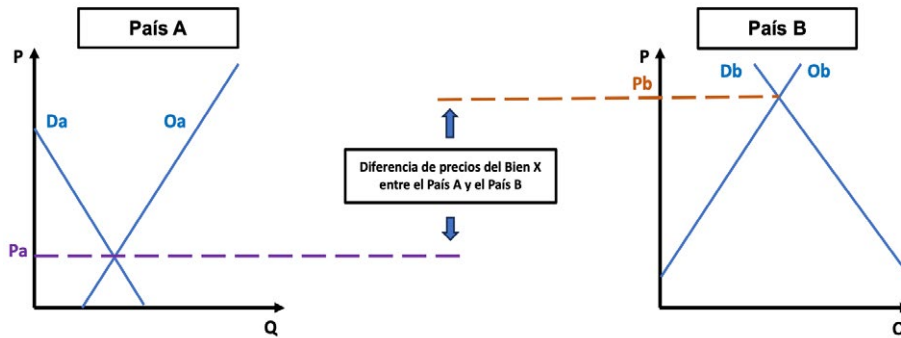 País A
País B
P
P
Da
Oa
Pb
Db
Ob
Diferencia de precios del Bien X
entre el País A y el País B
Pa
Q